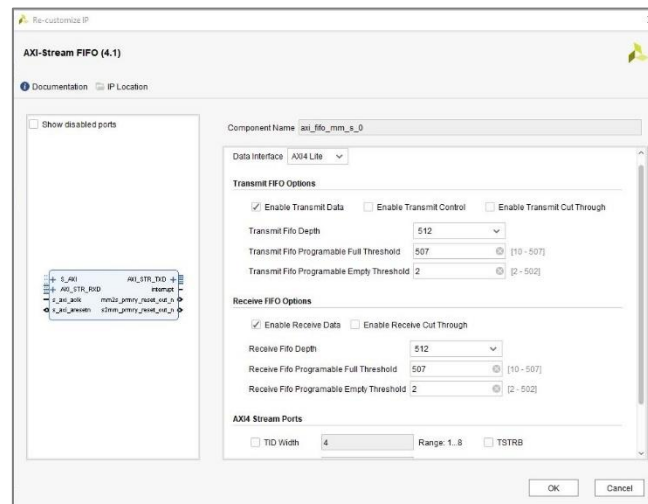 Re-customize IP
AXI-Stream FIFO (4.1)
Documentation IP Location
Show disabled ports
S_AXI AXI_STR_TXD
AXI_STR_RXD interrupt
s_axi_aclk mm2s_prmry_reset_out_n
s_axi_aresetn s2mm_prmry_reset_out_n
Component Name axi_fifo_mm_s_0
Data Interface AXI4 Lite
Transmit FIFO Options
Enable Transmit Data Enable Transmit Control Enable Transmit Cut Through
Transmit Fifo Depth 512
Transmit Fifo Programable Full Threshold 507 [10 - 507]
Transmit Fifo Programable Empty Threshold 2 [2 - 502]
Receive FIFO Options
Enable Receive Data Enable Receive Cut Through
Receive Fifo Depth 512
Receive Fifo Programable Full Threshold 507 [10 - 507]
Receive Fifo Programable Empty Threshold 2 [2 - 502]
AXI4 Stream Ports
TID Width 4 Range: 1...8 TSTRB
OK Cancel